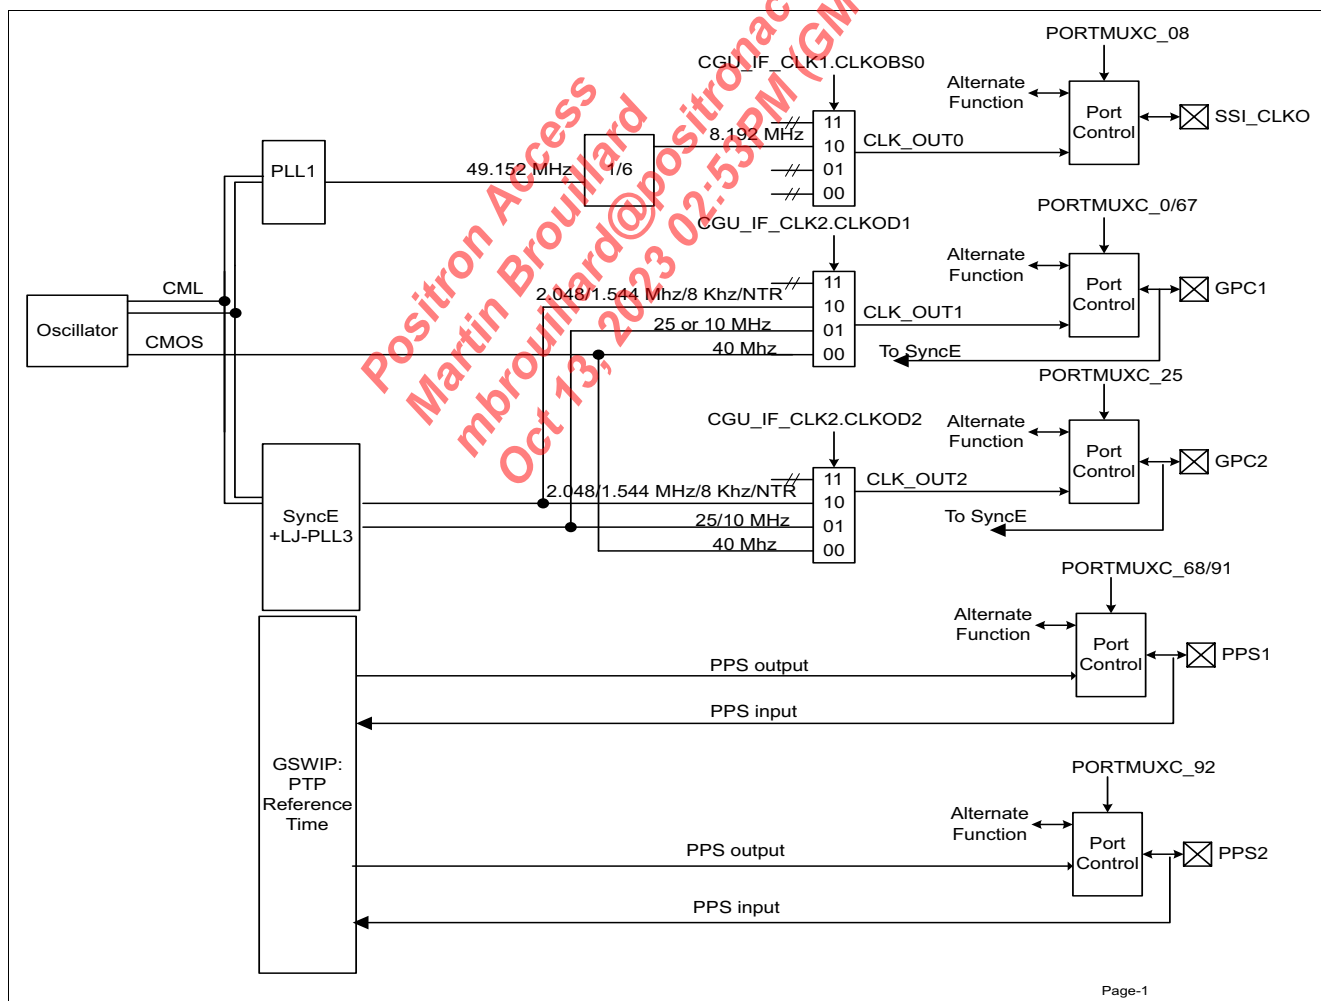 PORTMUXC_08
CGU_IF_CLK1.CLKOBS0
Alternate
Function
Port
Control
SSI_CLKO
11
10
01
00
8.192 MHz
CLK_OUT0
PLL1
49.152 MHz
1/6
PORTMUXC_0/67
CGU_IF_CLK2.CLKOD1
Alternate
Function
Port
Control
GPC1
11
10
01
00
2.048/1.544 Mhz/8 Khz/NTR
25 or 10 MHz
40 Mhz
CLK_OUT1
To SyncE
Oscillator
CML
CMOS
PORTMUXC_25
CGU_IF_CLK2.CLKOD2
Alternate
Function
Port
Control
GPC2
11
10
01
00
2.048/1.544 MHz/8 Khz/NTR
25/10 MHz
40 Mhz
CLK_OUT2
To SyncE
SyncE
+LJ-PLL3
PORTMUXC_68/91
Alternate
Function
Port
Control
PPS1
PPS output
PPS input
GSWIP:
PTP
Reference
Time
PORTMUXC_92
Alternate
Function
Port
Control
PPS2
PPS output
PPS input
Page-1
Positron Access
Martin Brouillard
mbrouillard@positronac
Oct 13, 2023 02:53PM (GM